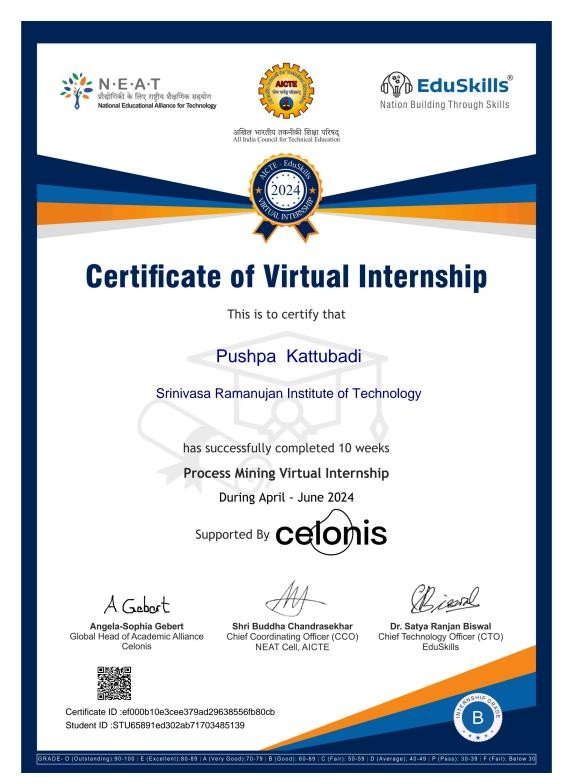 N·E·A·T
प्रौद्योगिकी के लिए राष्ट्रीय शैक्षणिक सहयोग
National Educational Alliance for Technology
AICTE
अखिल भारतीय तकनीकी शिक्षा परिषद्
All India Council for Technical Education
EduSkills®
Nation Building Through Skills
AICTE - EduSkills
2024
VIRTUAL INTERNSHIP
Certificate of Virtual Internship
This is to certify that
Pushpa Kattubadi
Srinivasa Ramanujan Institute of Technology
has successfully completed 10 weeks
Process Mining Virtual Internship
During April - June 2024
Supported By celonis
A. Gebert
Angela-Sophia Gebert
Global Head of Academic Alliance
Celonis
Shri Buddha Chandrasekhar
Chief Coordinating Officer (CCO)
NEAT Cell, AICTE
Dr. Satya Ranjan Biswal
Chief Technology Officer (CTO)
EduSkills
Certificate ID :ef000b10e3cee379ad29638556fb80cb
Student ID :STU65891ed302ab71703485139
INTERNSHIP GRADE
B
GRADE- O (Outstanding):90-100 | E (Excellent):80-89 | A (Very Good):70-79 | B (Good): 60-69 | C (Fair): 50-59 | D (Average): 40-49 | P (Pass): 30-39 | F (Fail): Below 30